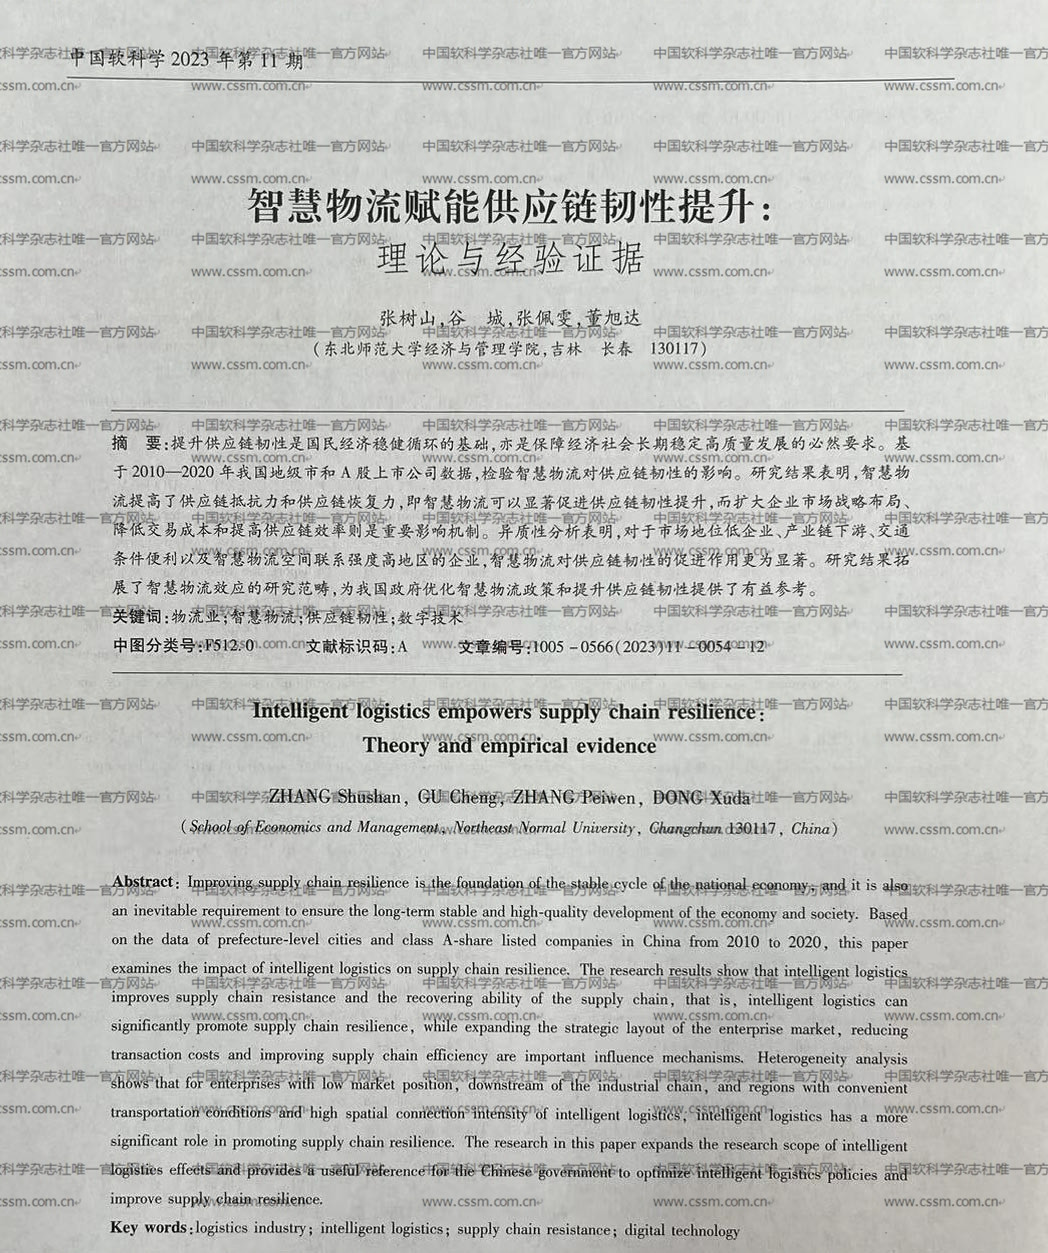 中国软科学 2023 年第 11 期
智慧物流赋能供应链韧性提升：
理论与经验证据
张树山,谷　城,张佩雯,董旭达
(东北师范大学经济与管理学院,吉林　长春　130117)
摘　要:提升供应链韧性是国民经济稳健循环的基础,亦是保障经济社会长期稳定高质量发展的必然要求。基
于 2010—2020 年我国地级市和 A 股上市公司数据,检验智慧物流对供应链韧性的影响。研究结果表明,智慧物
流提高了供应链抵抗力和供应链恢复力,即智慧物流可以显著促进供应链韧性提升,而扩大企业市场战略布局、
降低交易成本和提高供应链效率则是重要影响机制。异质性分析表明,对于市场地位低企业、产业链下游、交通
条件便利以及智慧物流空间联系强度高地区的企业,智慧物流对供应链韧性的促进作用更为显著。研究结果拓
展了智慧物流效应的研究范畴,为我国政府优化智慧物流政策和提升供应链韧性提供了有益参考。
关键词:物流业;智慧物流;供应链韧性;数字技术
中图分类号:F512.0　　文献标识码:A　　文章编号:1005－0566(2023)11－0054－12
Intelligent logistics empowers supply chain resilience:
Theory and empirical evidence
ZHANG Shushan, GU Cheng, ZHANG Peiwen, DONG Xuda
(School of Economics and Management, Northeast Normal University, Changchun 130117, China)
Abstract: Improving supply chain resilience is the foundation of the stable cycle of the national economy, and it is also
an inevitable requirement to ensure the long-term stable and high-quality development of the economy and society. Based
on the data of prefecture-level cities and class A-share listed companies in China from 2010 to 2020, this paper
examines the impact of intelligent logistics on supply chain resilience. The research results show that intelligent logistics
improves supply chain resistance and the recovering ability of the supply chain, that is, intelligent logistics can
significantly promote supply chain resilience, while expanding the strategic layout of the enterprise market, reducing
transaction costs and improving supply chain efficiency are important influence mechanisms. Heterogeneity analysis
shows that for enterprises with low market position, downstream of the industrial chain, and regions with convenient
transportation conditions and high spatial connection intensity of intelligent logistics, intelligent logistics has a more
significant role in promoting supply chain resilience. The research in this paper expands the research scope of intelligent
logistics effects and provides a useful reference for the Chinese government to optimize intelligent logistics policies and
improve supply chain resilience.
Key words: logistics industry; intelligent logistics; supply chain resistance; digital technology
中国软科学杂志社唯一官方网站
www.cssm.com.cn